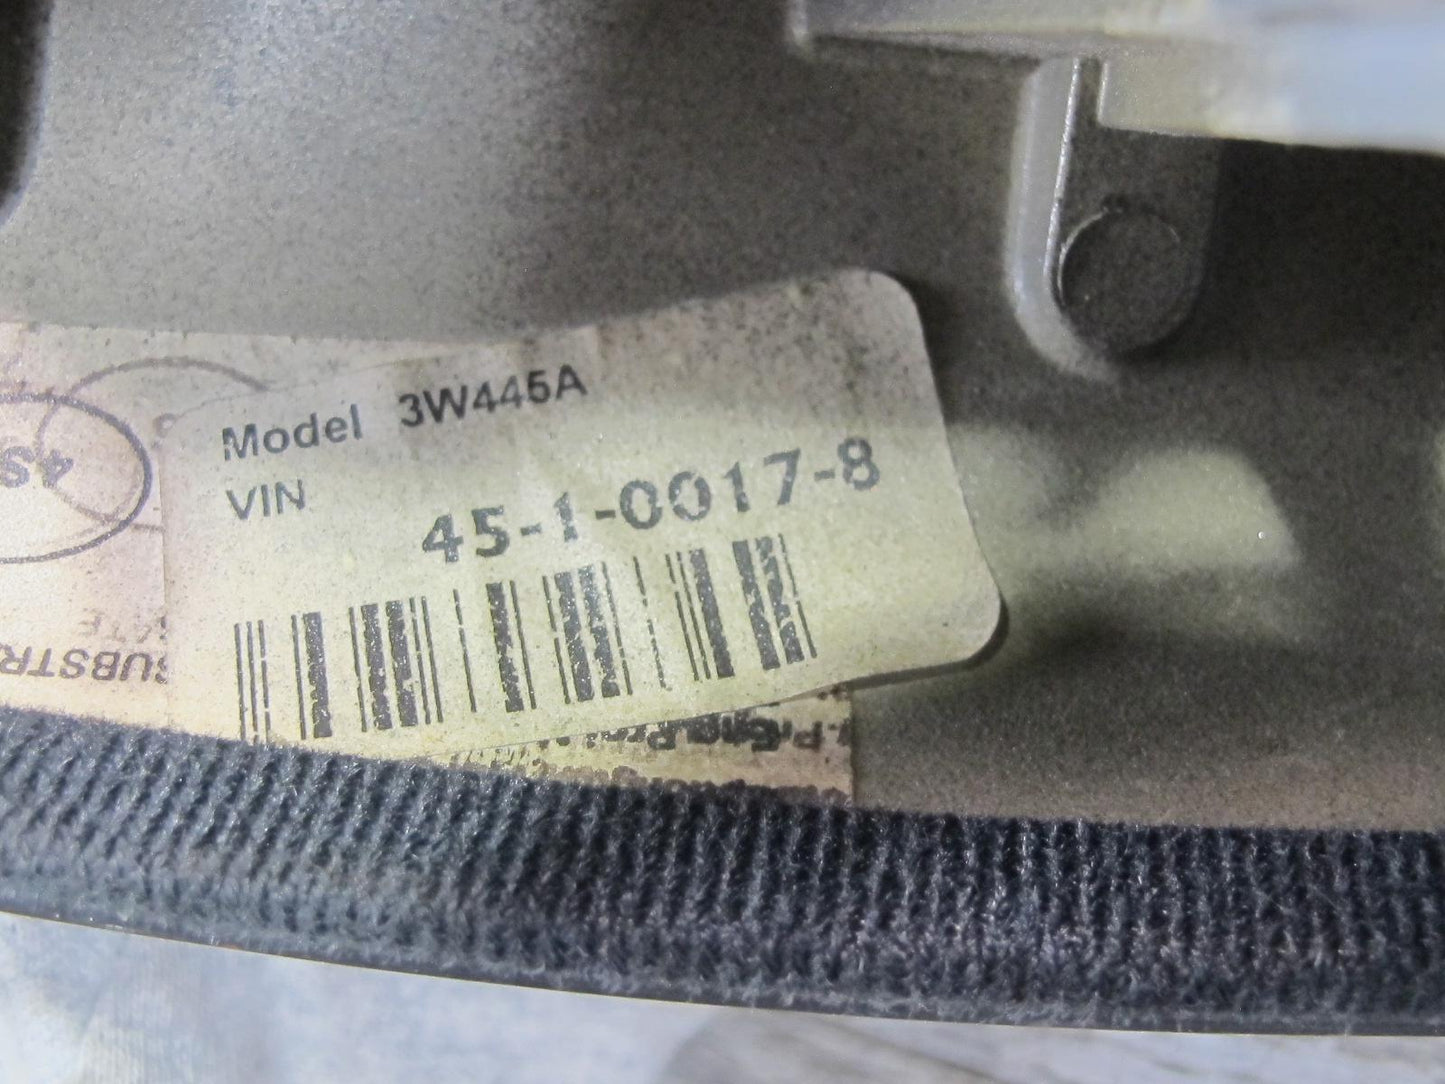 Model 3W445A
VIN
45-1-0017-8
SUBSTR